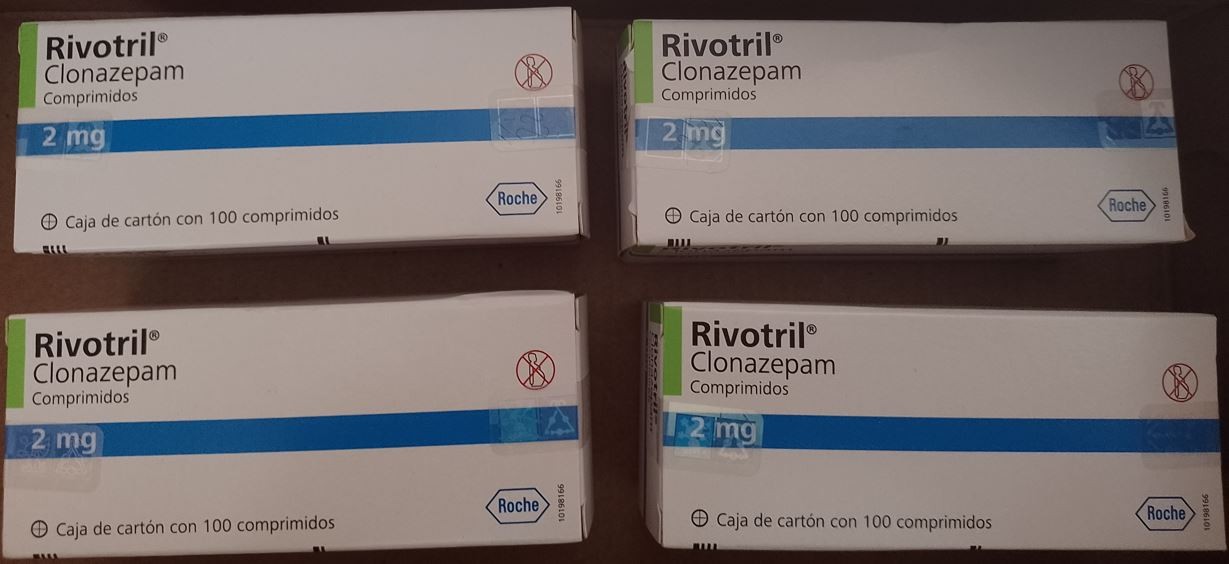 Rivotril®
Clonazepam
Comprimidos
2 mg
Roche
10198166
Caja de cartón con 100 comprimidos
Rivotril®
Clonazepam
Comprimidos
2 mg
Roche
10198166
Caja de cartón con 100 comprimidos
Rivotril®
Clonazepam
Comprimidos
2 mg
Roche
10198166
Caja de cartón con 100 comprimidos
Rivotril®
Clonazepam
Comprimidos
2 mg
Roche
10198166
Caja de cartón con 100 comprimidos
Rivotril®